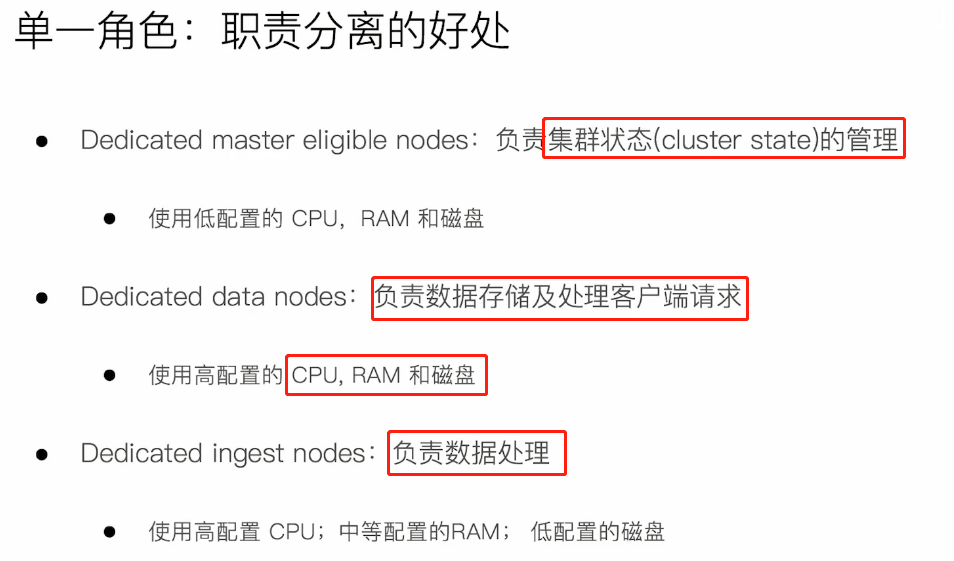 单一角色：职责分离的好处
● Dedicated master eligible nodes：负责集群状态(cluster state)的管理
● 使用低配置的 CPU，RAM 和磁盘
● Dedicated data nodes：负责数据存储及处理客户端请求
● 使用高配置的 CPU, RAM 和磁盘
● Dedicated ingest nodes：负责数据处理
● 使用高配置 CPU；中等配置的RAM； 低配置的磁盘